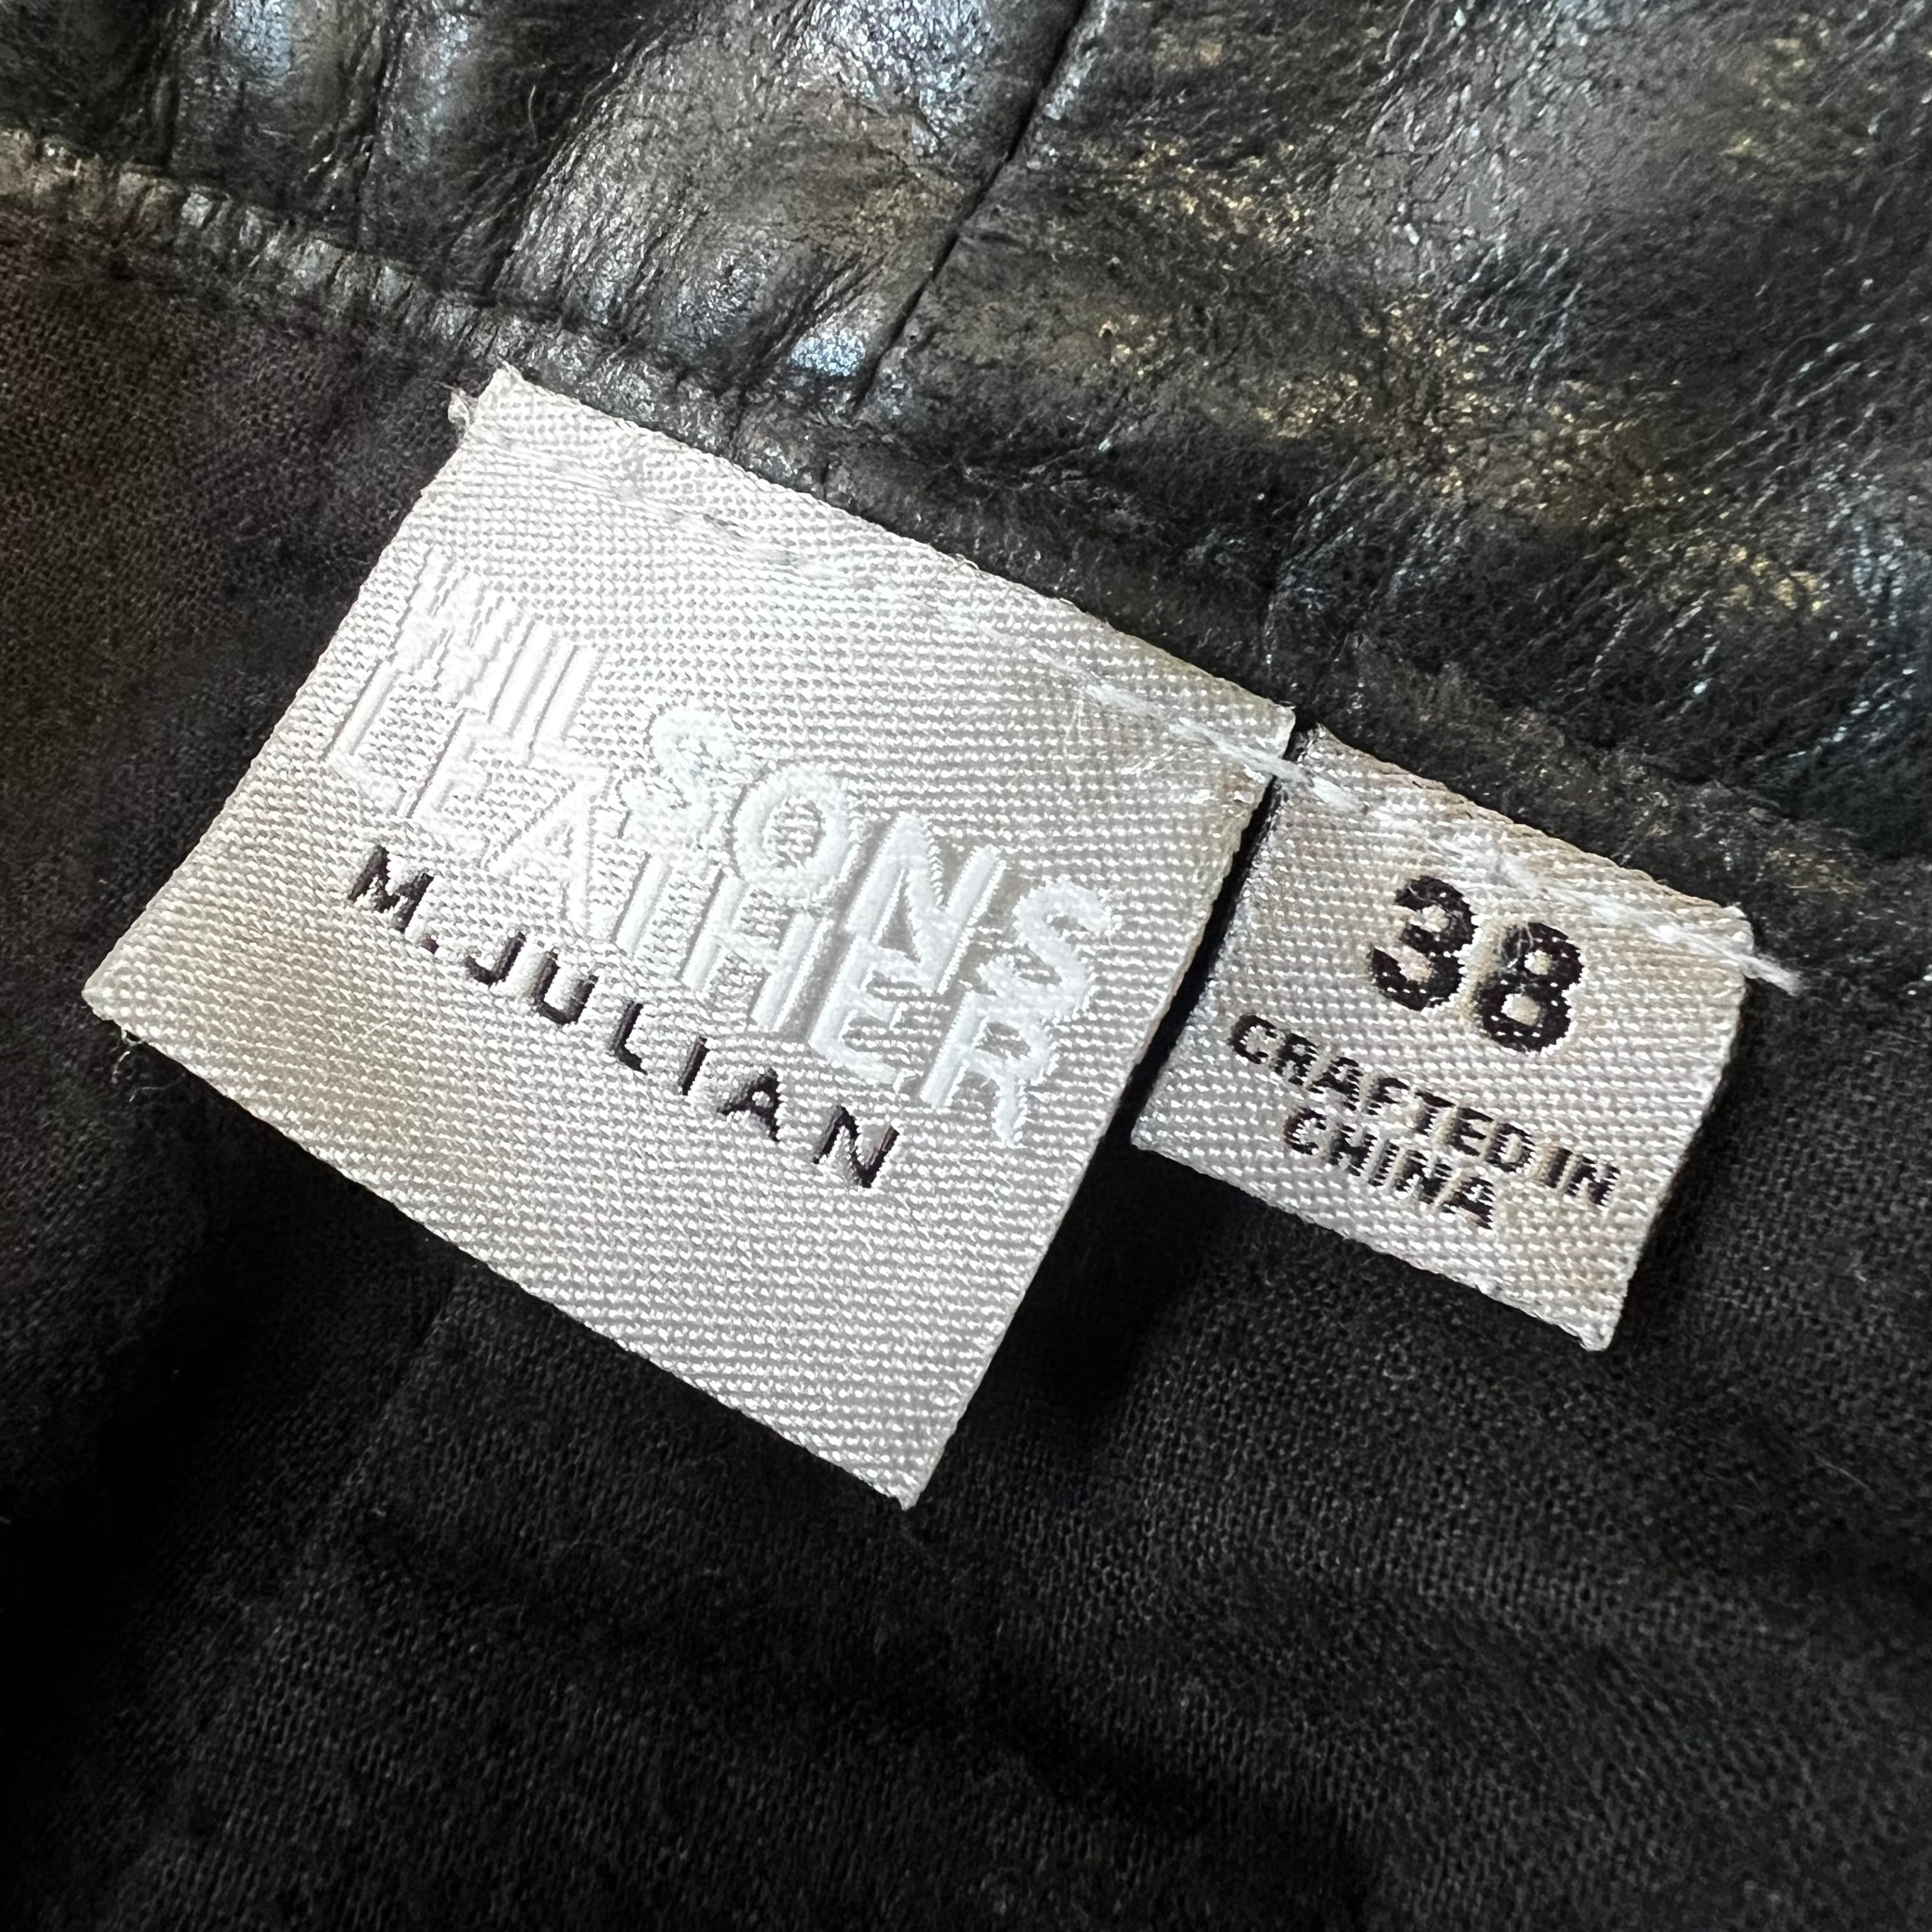 WILSONS
LEATHER
M.JULIAN
38
CRAFTED IN
CHINA